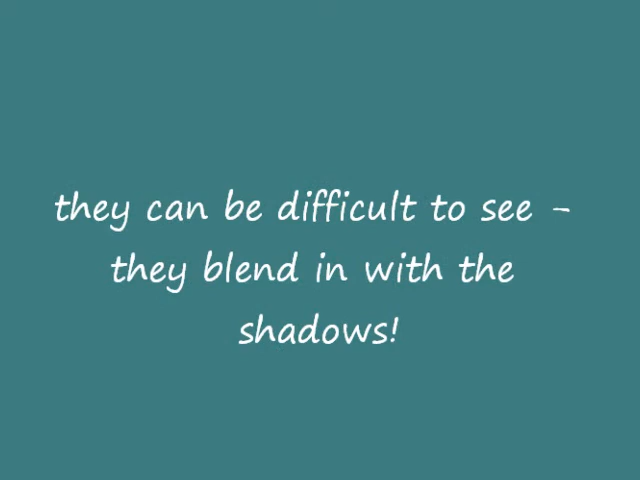 they can be difficult to see -
they blend in with the
shadows!